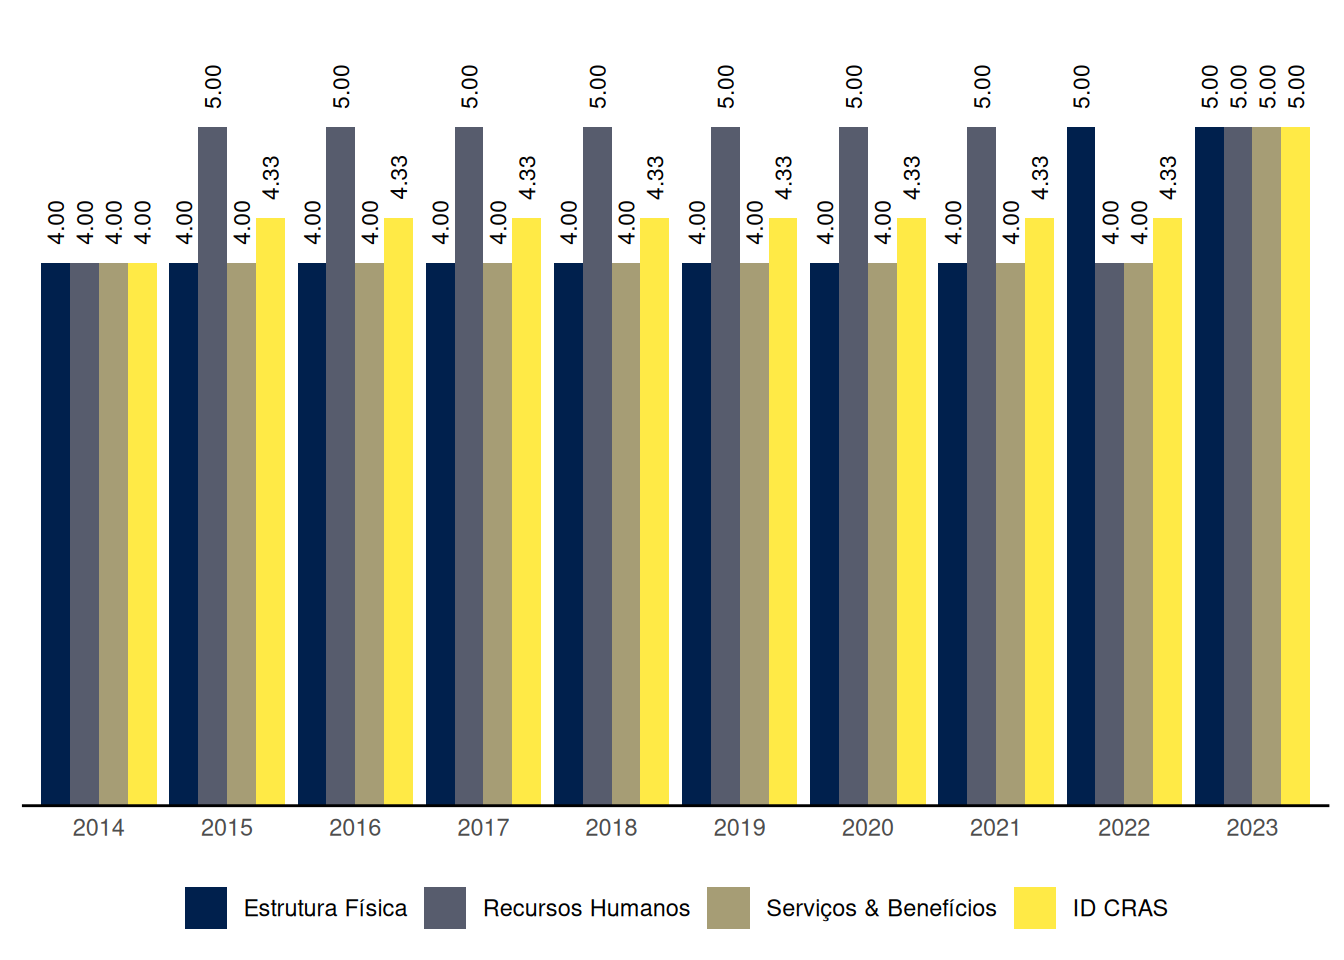 5.00 5.00 5.00 5.00 5.00 5.00 5.00 5.00 5.00 5.00 5.00 5.00
4.33 4.33 4.33 4.33 4.33 4.33 4.33 4.33
4.00 4.00 4.00 4.00 4.00 4.00 4.00 4.00 4.00 4.00 4.00 4.00 4.00 4.00 4.00 4.00 4.00 4.00 4.00 4.00
2014 2015 2016 2017 2018 2019 2020 2021 2022 2023
Estrutura Física Recursos Humanos Serviços & Benefícios ID CRAS